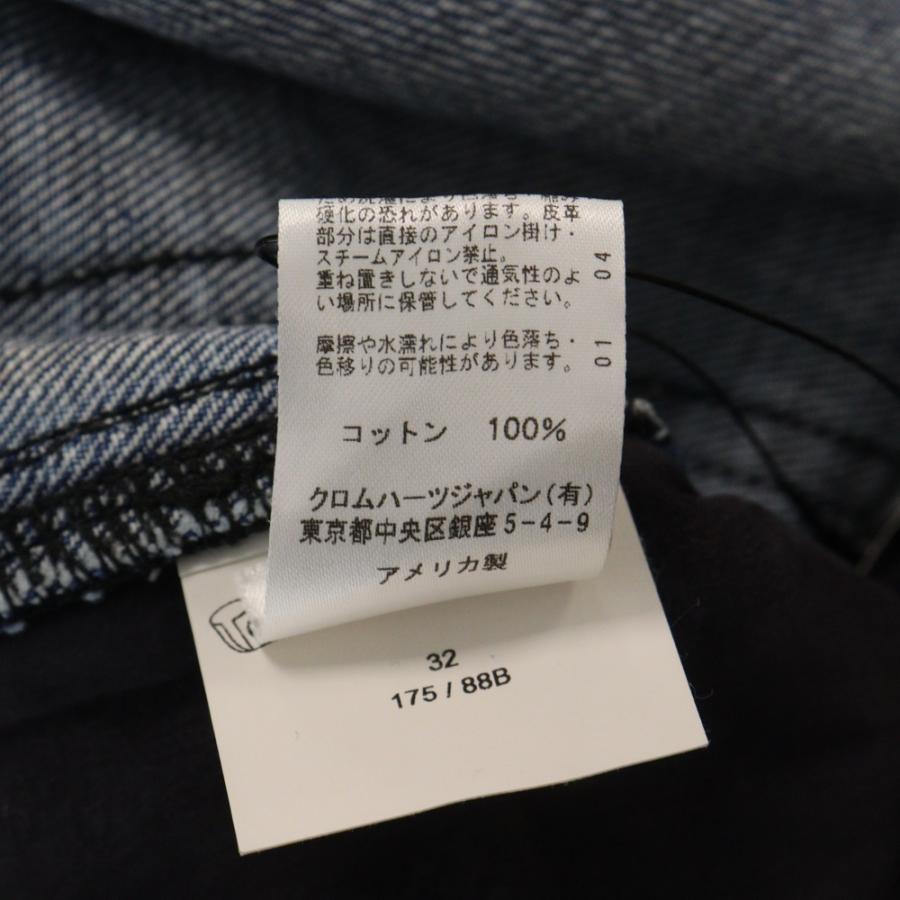 硬化の恐れがあります。皮革
部分は直接のアイロン掛け・
スチームアイロン禁止。
重ね置きしないで通気性のよ
い場所に保管してください。
04
摩擦や水濡れにより色落ち・
色移りの可能性があります。
01
コットン 100%
クロムハーツジャパン(有)
東京都中央区銀座5-4-9
アメリカ製
32
175 / 88B